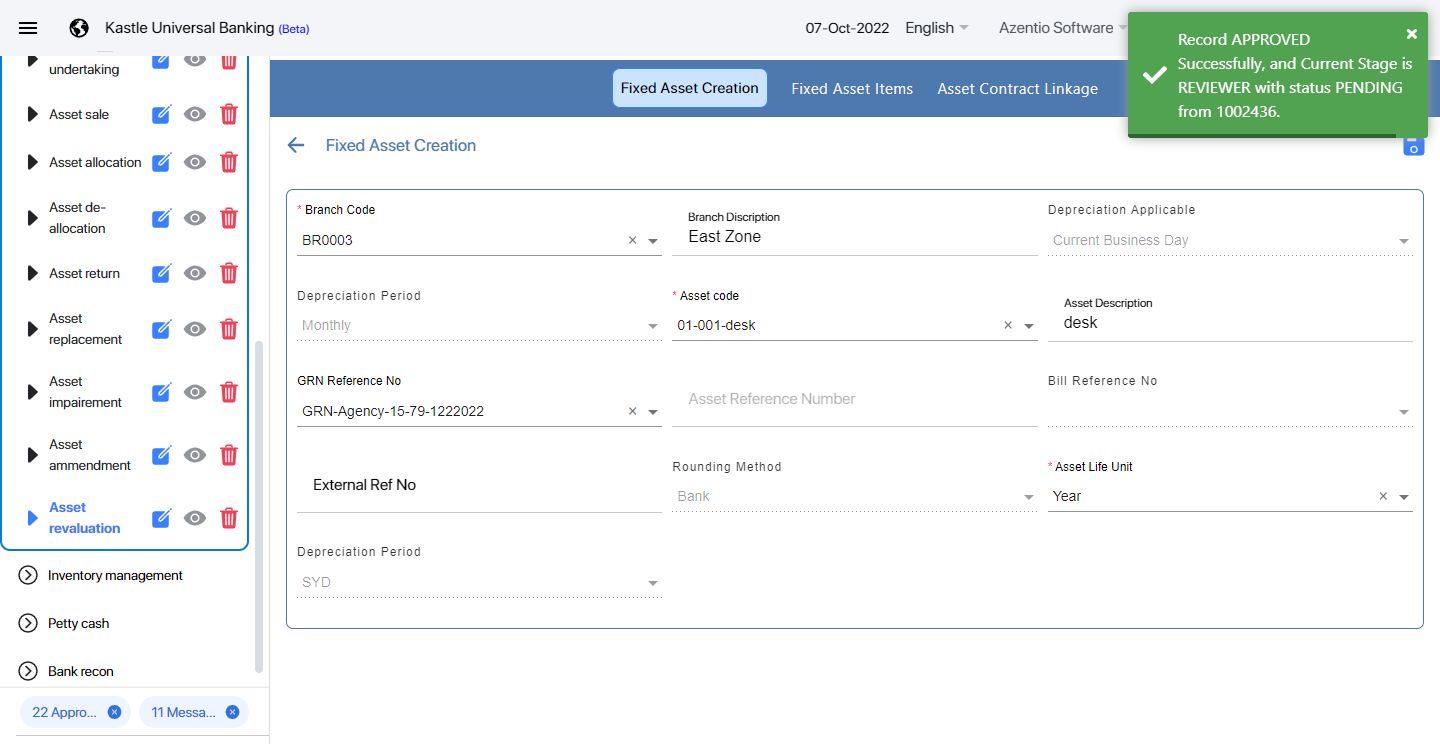 Kastle Universal Banking (Beta)
07-Oct-2022
English
Azentio Software
Record APPROVED
Successfully, and Current Stage is
REVIEWER with status PENDING
from 1002436.
undertaking
Asset sale
Asset allocation
Asset de-
allocation
Asset return
Asset
replacement
Asset
impairement
Asset
ammendment
Asset
revaluation
Inventory management
Petty cash
Bank recon
22 Appro...
11 Messa...
Fixed Asset Creation
Fixed Asset Items
Asset Contract Linkage
Fixed Asset Creation
* Branch Code
BR0003
Branch Discription
East Zone
Depreciation Applicable
Current Business Day
Depreciation Period
Monthly
* Asset code
01-001-desk
Asset Description
desk
GRN Reference No
GRN-Agency-15-79-1222022
Asset Reference Number
Bill Reference No
External Ref No
Rounding Method
Bank
* Asset Life Unit
Year
Depreciation Period
SYD